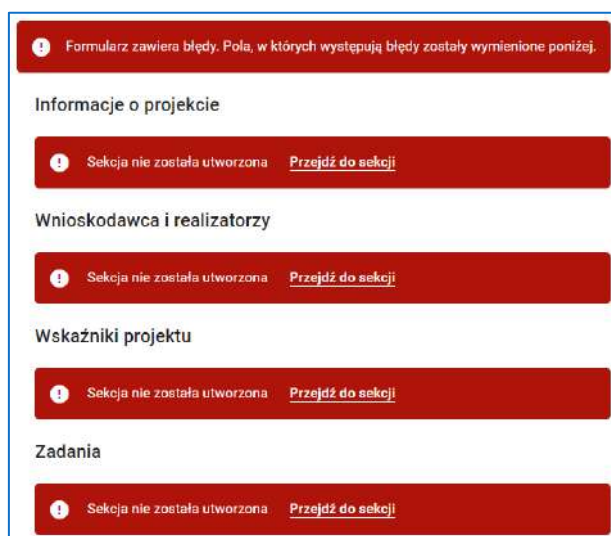 Formularz zawiera błędy. Pola, w których występują błędy zostały wymienione poniżej.
Informacje o projekcie
Sekcja nie została utworzona Przejdź do sekcji
Wnioskodawca i realizatorzy
Sekcja nie została utworzona Przejdź do sekcji
Wskaźniki projektu
Sekcja nie została utworzona Przejdź do sekcji
Zadania
Sekcja nie została utworzona Przejdź do sekcji